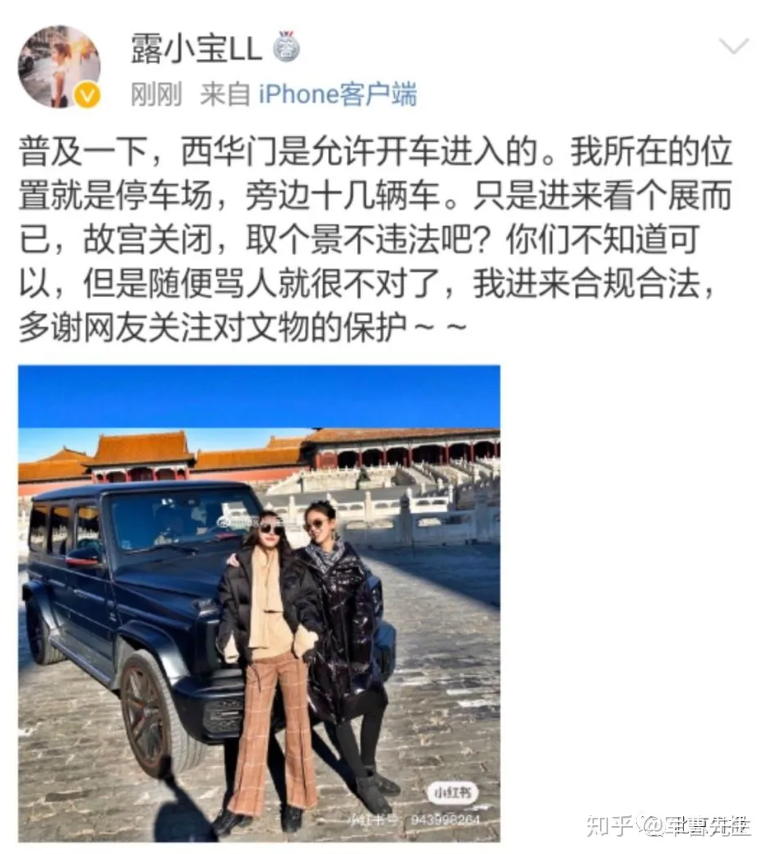 露小宝LL
刚刚 来自 iPhone客户端
普及一下，西华门是允许开车进入的。我所在的位
置就是停车场，旁边十几辆车。只是进来看个展而
已，故宫关闭，取个景不违法吧？你们不知道可
以，但是随便骂人就很不对了，我进来合规合法，
多谢网友关注对文物的保护～～
小红书
小红书号：943998264
知乎